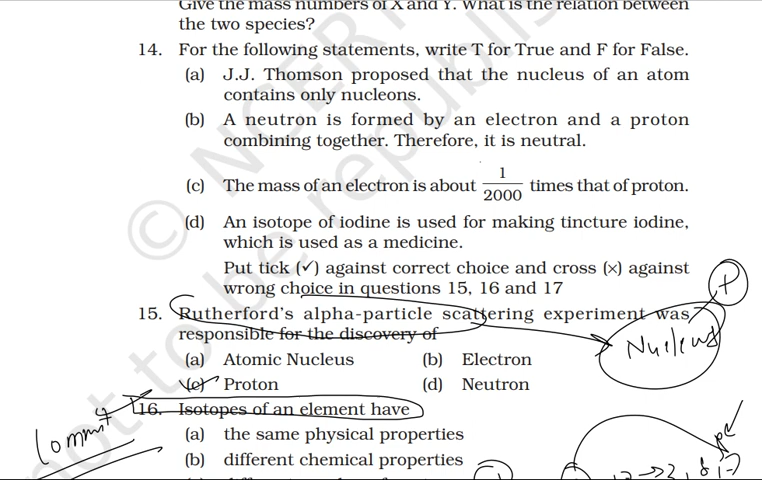 Give the mass numbers of X and Y. What is the relation between
the two species?
14. For the following statements, write T for True and F for False.
(a) J.J. Thomson proposed that the nucleus of an atom
contains only nucleons.
(b) A neutron is formed by an electron and a proton
combining together. Therefore, it is neutral.
(c) The mass of an electron is about 1/2000 times that of proton.
(d) An isotope of iodine is used for making tincture iodine,
which is used as a medicine.
Put tick (✓) against correct choice and cross (×) against
wrong choice in questions 15, 16 and 17
15. Rutherford's alpha-particle scattering experiment was
responsible for the discovery of
Nucleus
+
(a) Atomic Nucleus (b) Electron
(c) Proton (d) Neutron
16. Isotopes of an element have
(a) the same physical properties
(b) different chemical properties
© NCERT
not to be republis